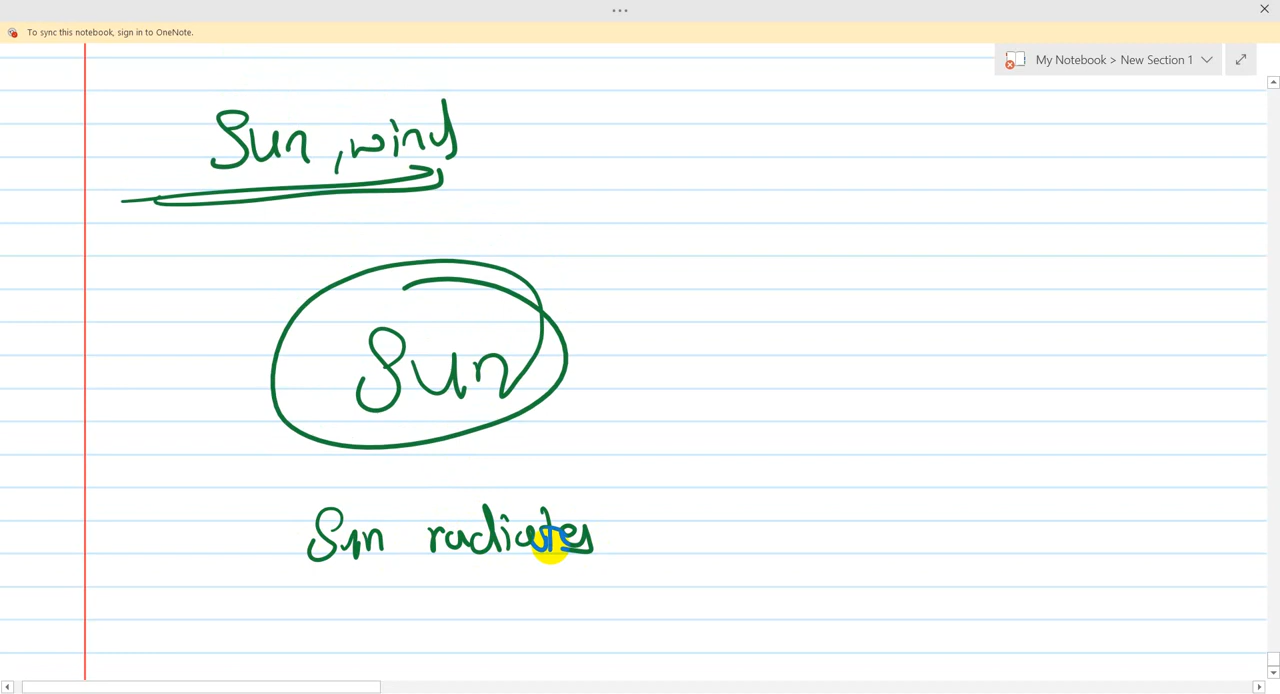 To sync this notebook, sign in to OneNote.
My Notebook > New Section 1
Sun, wind
Sun
Sun radiates